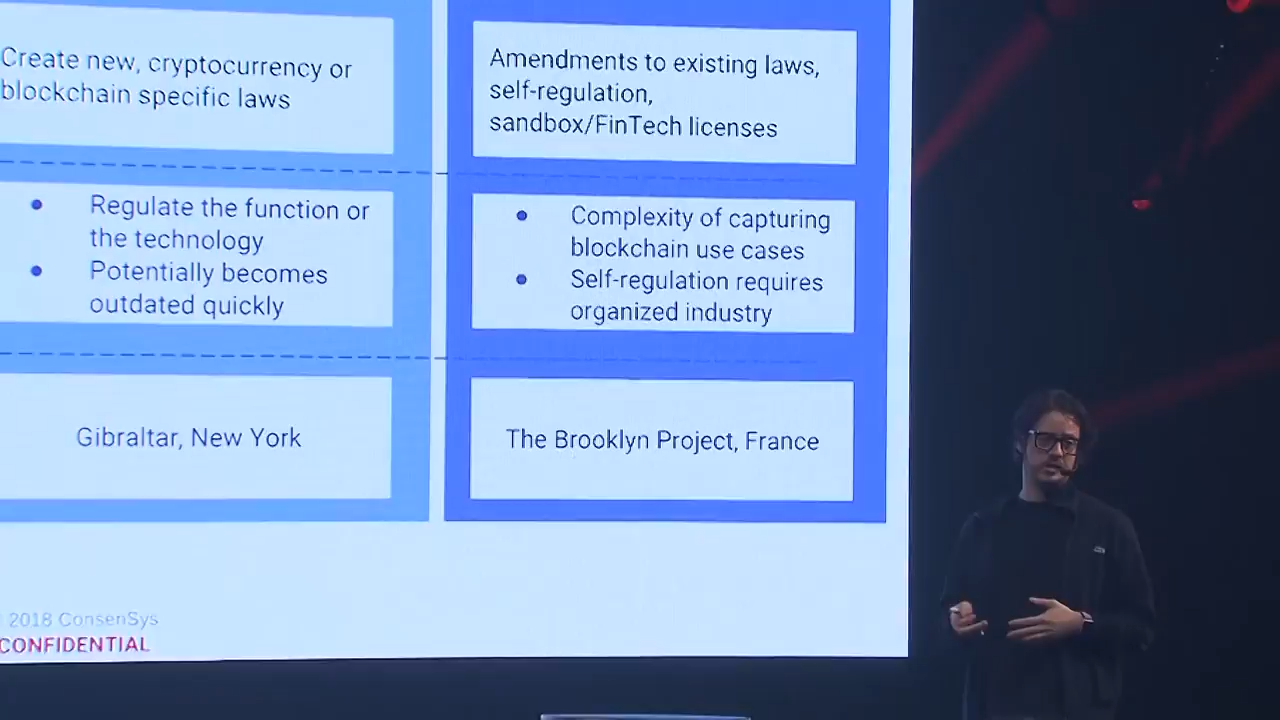 Create new, cryptocurrency or
blockchain specific laws
Amendments to existing laws,
self-regulation,
sandbox/FinTech licenses
• Regulate the function or
the technology
• Potentially becomes
outdated quickly
• Complexity of capturing
blockchain use cases
• Self-regulation requires
organized industry
Gibraltar, New York
The Brooklyn Project, France
2018 ConsenSys
CONFIDENTIAL